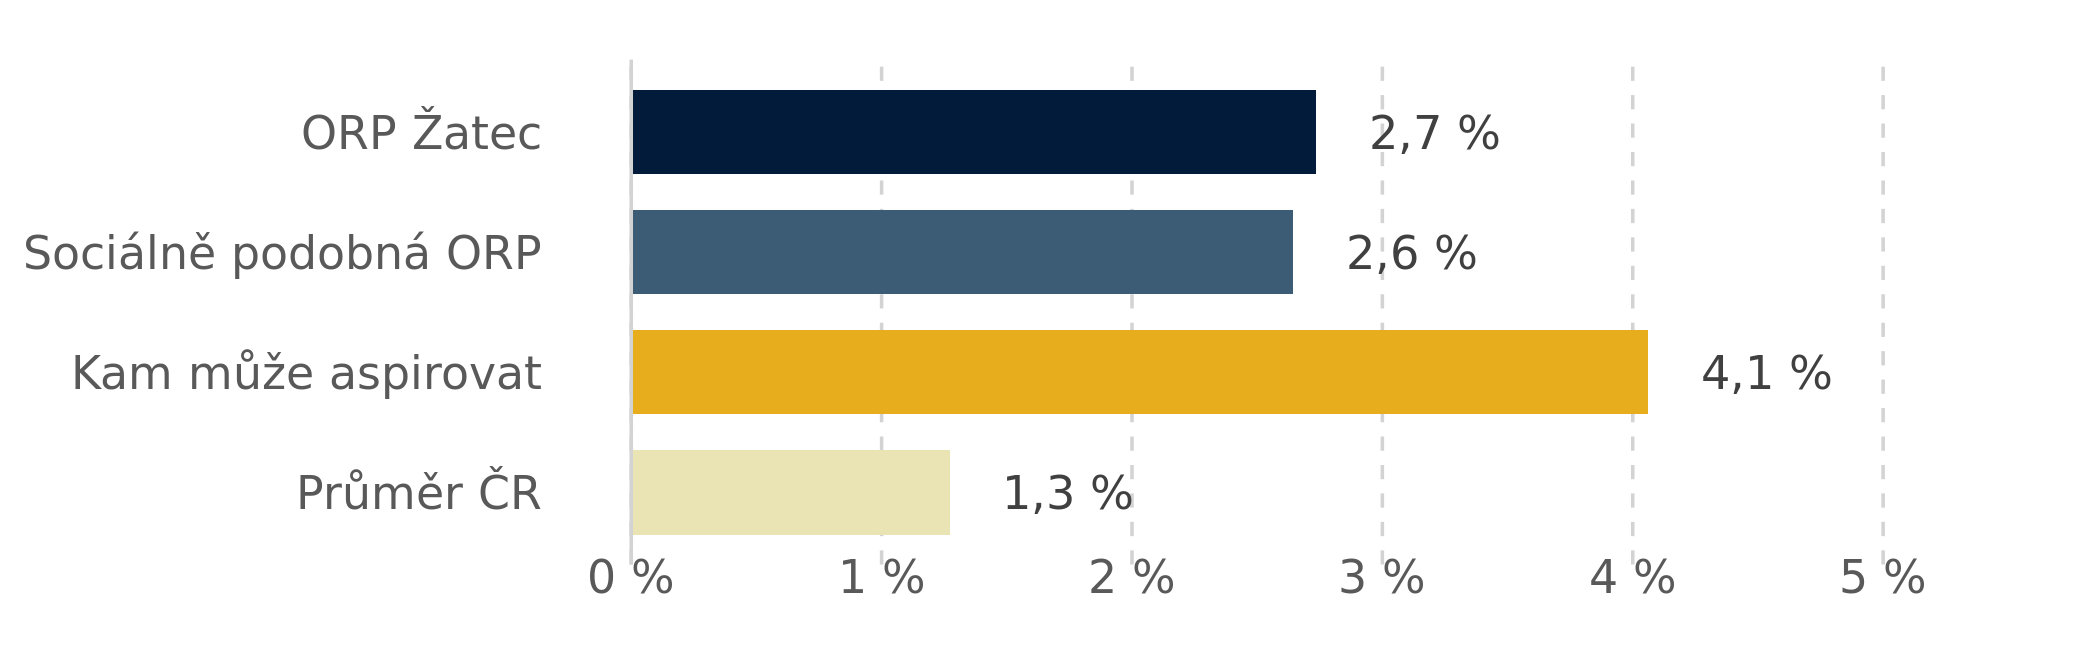 ORP Žatec 2,7 %
Sociálně podobná ORP 2,6 %
Kam může aspirovat 4,1 %
Průměr ČR 1,3 %
0 % 1 % 2 % 3 % 4 % 5 %